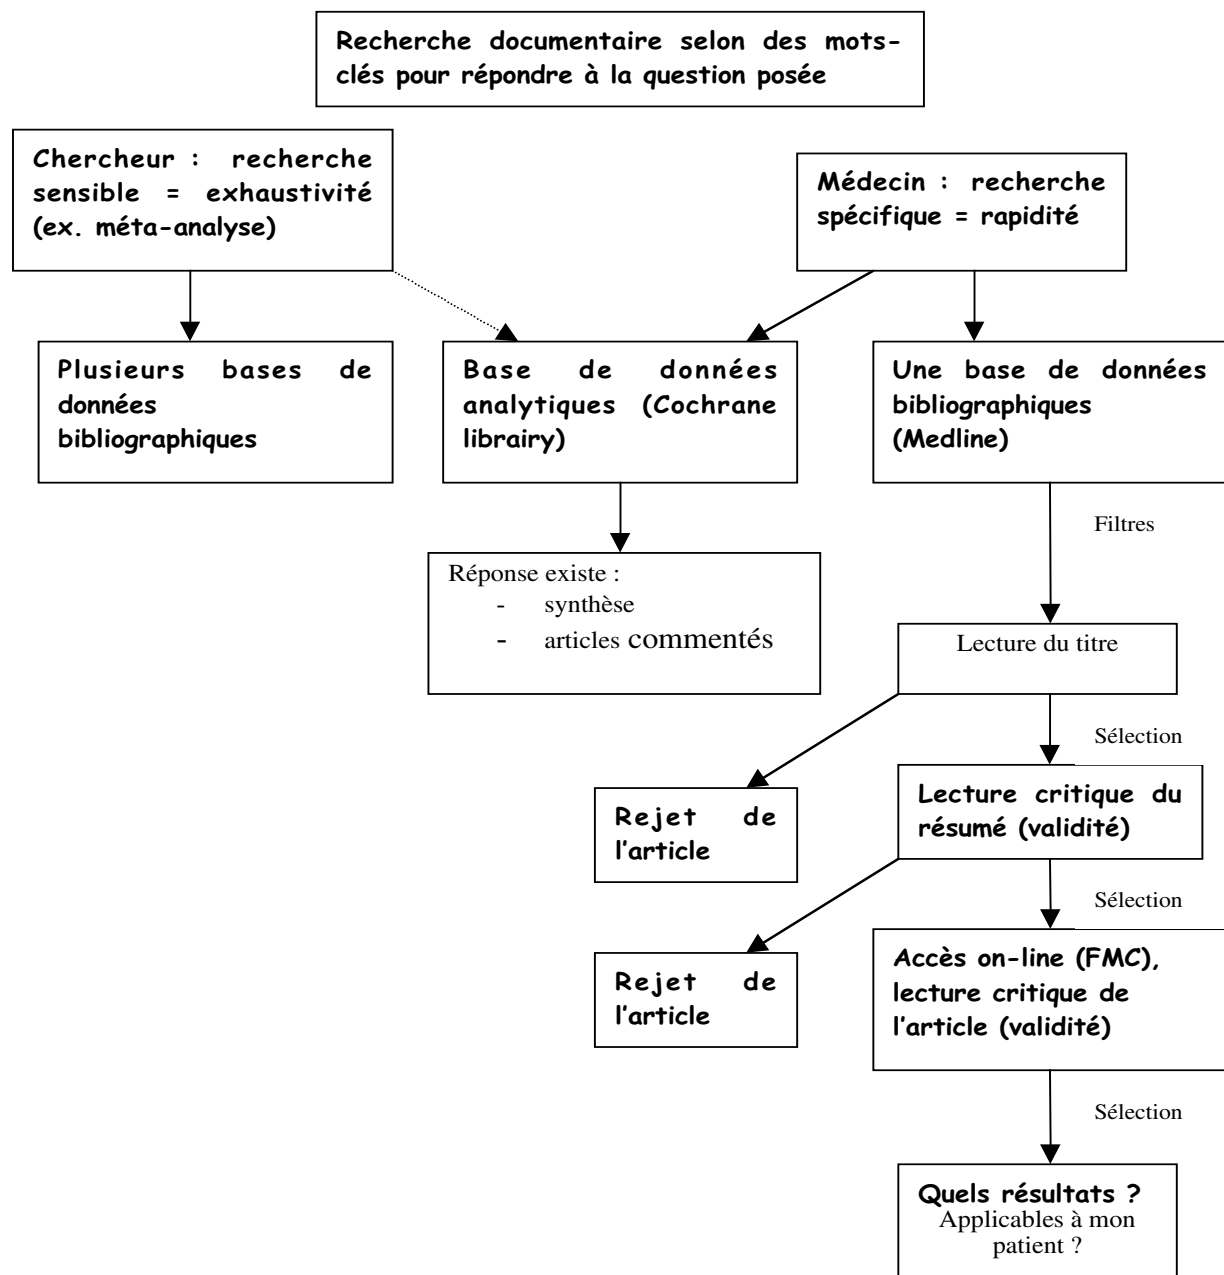 Recherche documentaire selon des mots-
clés pour répondre à la question posée
Chercheur : recherche
sensible = exhaustivité
(ex. méta-analyse)
Médecin : recherche
spécifique = rapidité
Plusieurs bases de
données
bibliographiques
Base de données
analytiques (Cochrane
librairy)
Une base de données
bibliographiques
(Medline)
Filtres
Réponse existe :
- synthèse
- articles commentés
Lecture du titre
Sélection
Rejet de
l'article
Lecture critique du
résumé (validité)
Sélection
Rejet de
l'article
Accès on-line (FMC),
lecture critique de
l'article (validité)
Sélection
Quels résultats ?
Applicables à mon
patient ?